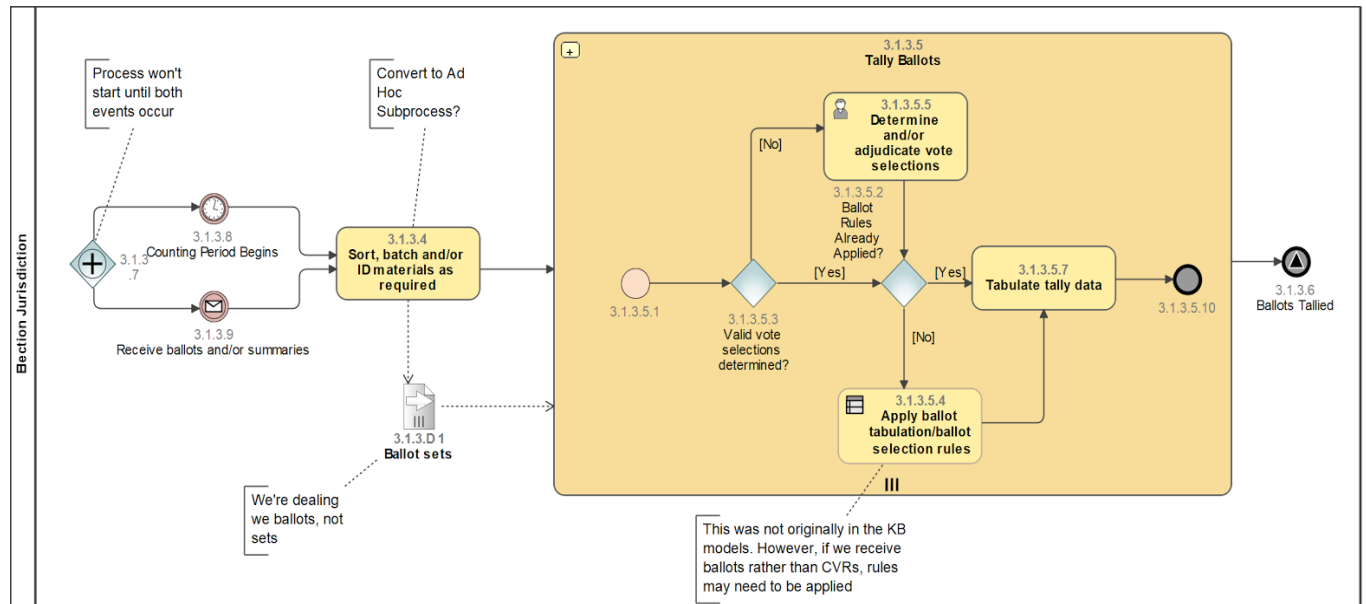 Bection Jurisdiction
Process won't
start until both
events occur
Convert to Ad
Hoc
Subprocess?
3.1.3
.7
3.1.3.8
Counting Period Begins
3.1.3.9
Receive ballots and/or summaries
3.1.3.4
Sort, batch and/or
ID materials as
required
3.1.3.D1
Ballot sets
We're dealing
we ballots, not
sets
3.1.3.5
Tally Ballots
3.1.3.5.1
3.1.3.5.3
Valid vote
selections
determined?
[No]
[Yes]
3.1.3.5.5
Determine
and/or
adjudicate vote
selections
3.1.3.5.2
Ballot
Rules
Already
Applied?
[Yes]
[No]
3.1.3.5.7
Tabulate tally data
3.1.3.5.4
Apply ballot
tabulation/ballot
selection rules
3.1.3.5.10
This was not originally in the KB
models. However, if we receive
ballots rather than CVRs, rules
may need to be applied
3.1.3.6
Ballots Tallied